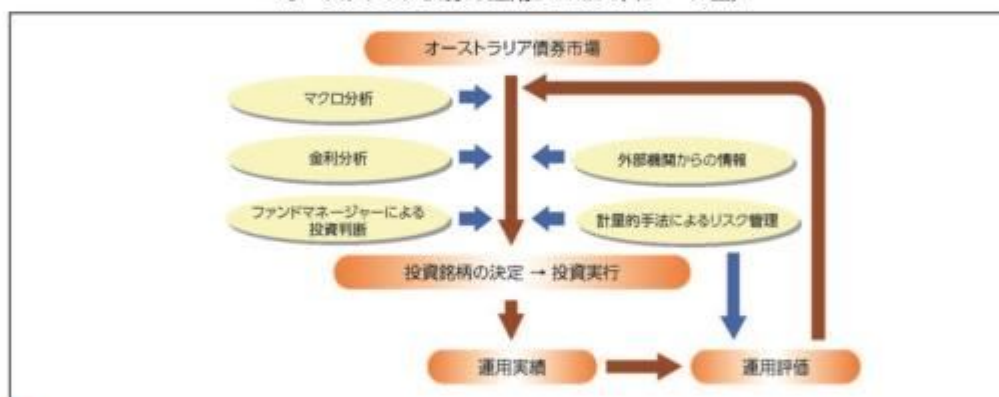 オーストラリア債券市場
マクロ分析
金利分析
外部機関からの情報
ファンドマネージャーによる
投資判断
計量的手法によるリスク管理
投資銘柄の決定 → 投資実行
運用実績
運用評価